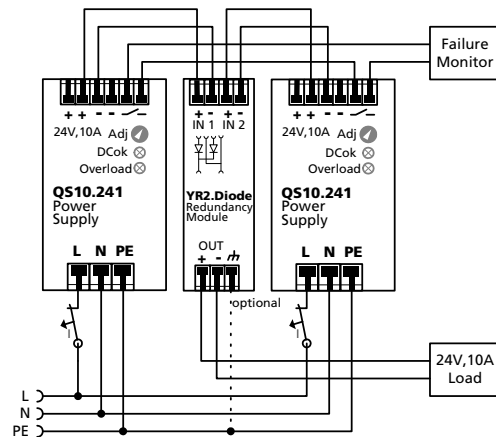 Failure
Monitor
+ + - -
24V,10A Adj
DCok
Overload
QS10.241
Power
Supply
L N PE
+ - + -
IN 1 IN 2
YR2.Diode
Redundancy
Module
OUT
+ -
optional
+ + - -
24V,10A Adj
DCok
Overload
QS10.241
Power
Supply
L N PE
I
I
24V,10A
Load
L
N
PE